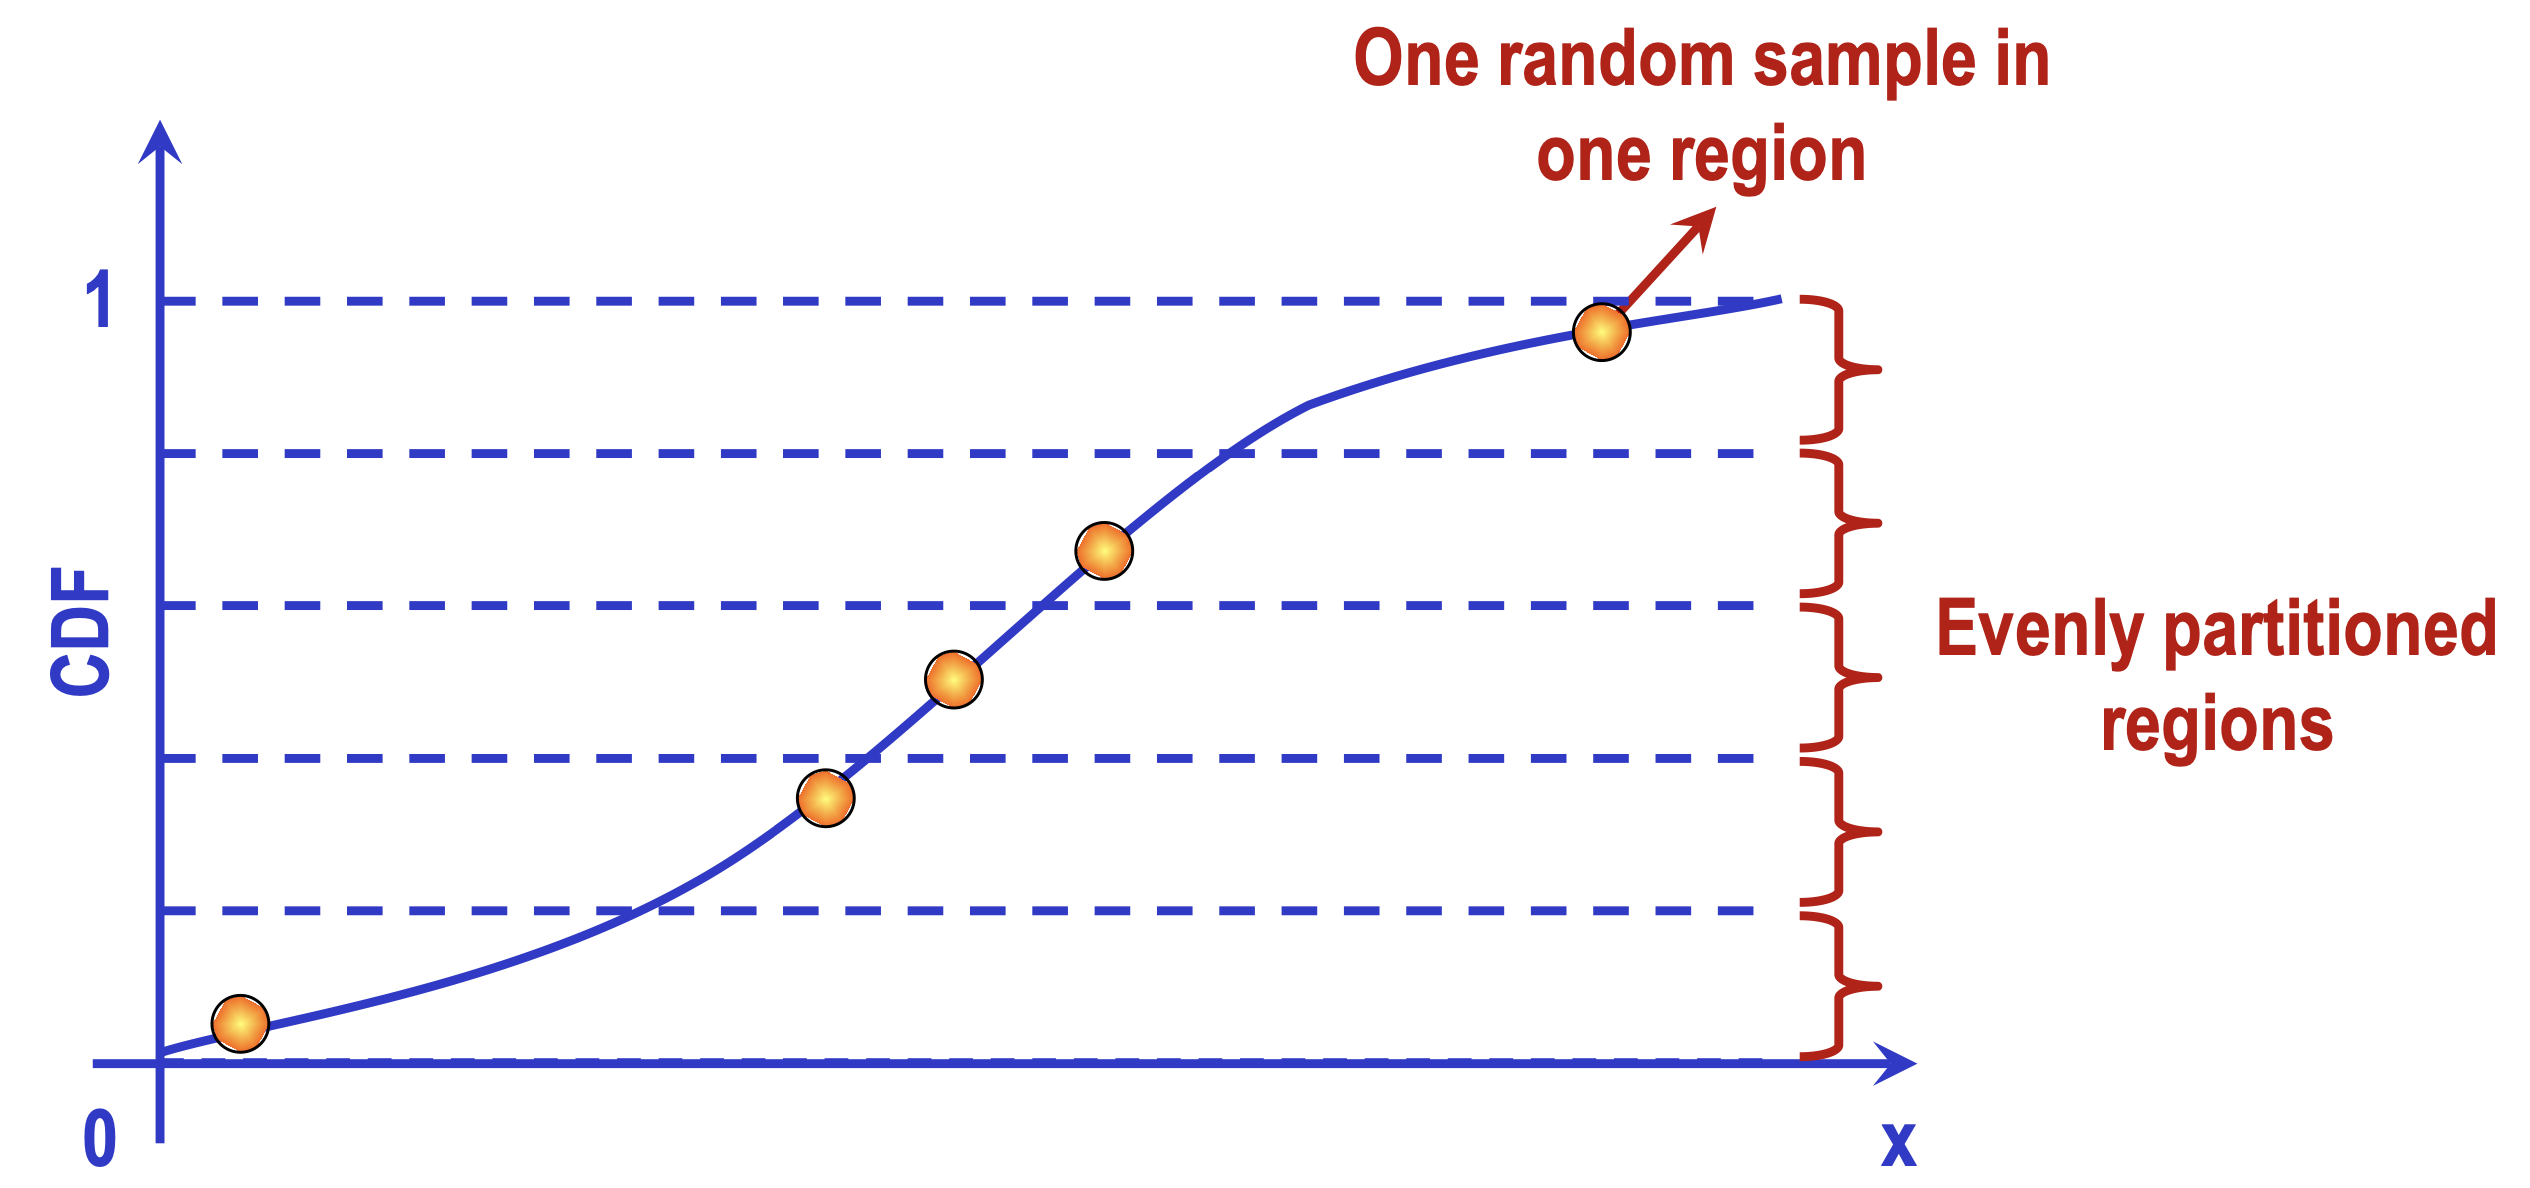 One random sample in
one region
1
CDF
Evenly partitioned
regions
0
x